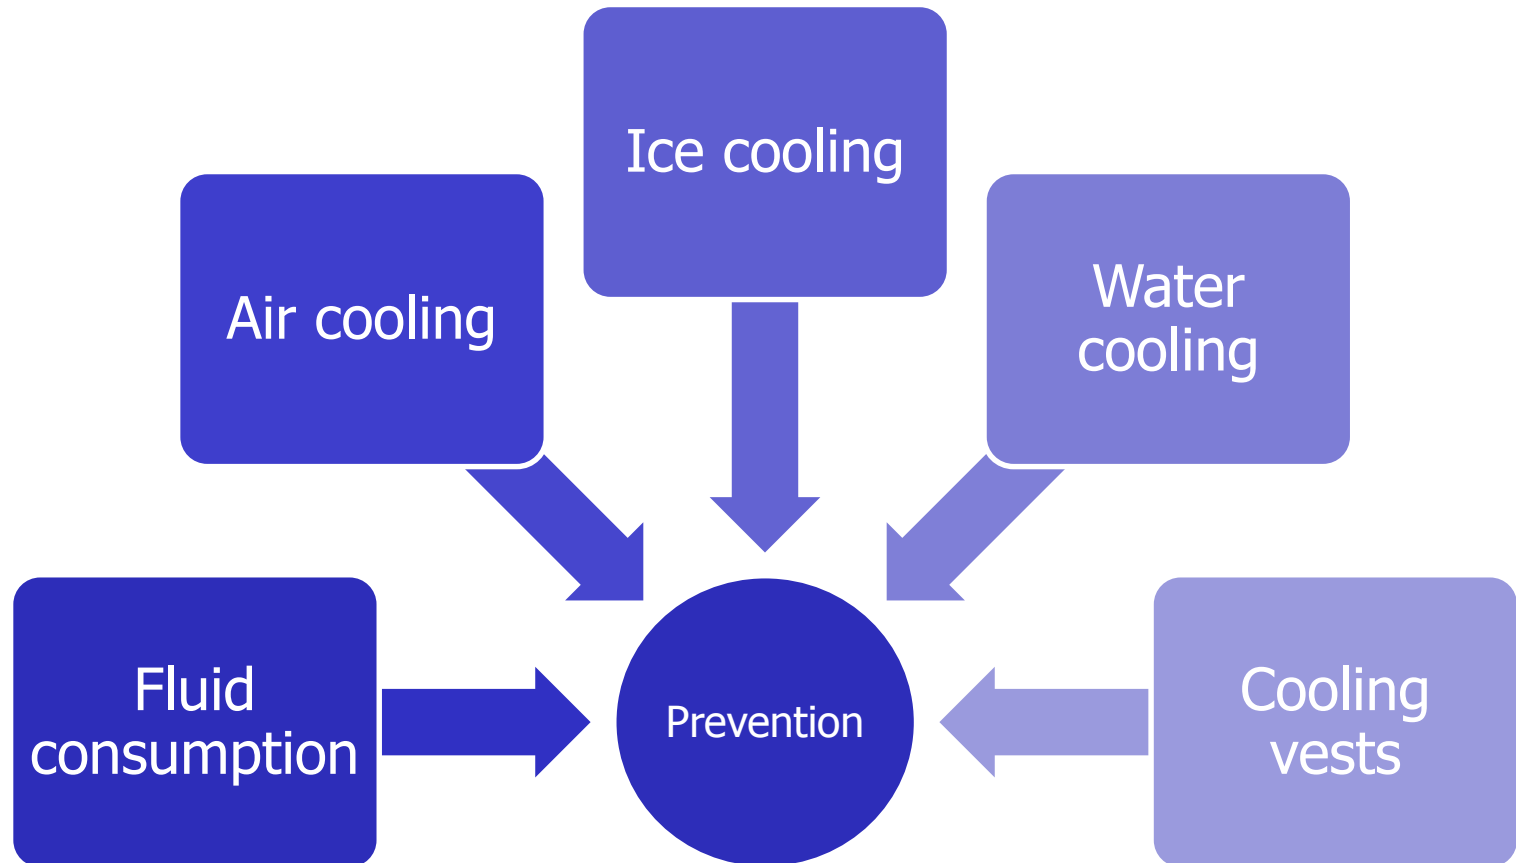 Ice cooling
Air cooling
Water
cooling
Fluid
consumption
Prevention
Cooling
vests